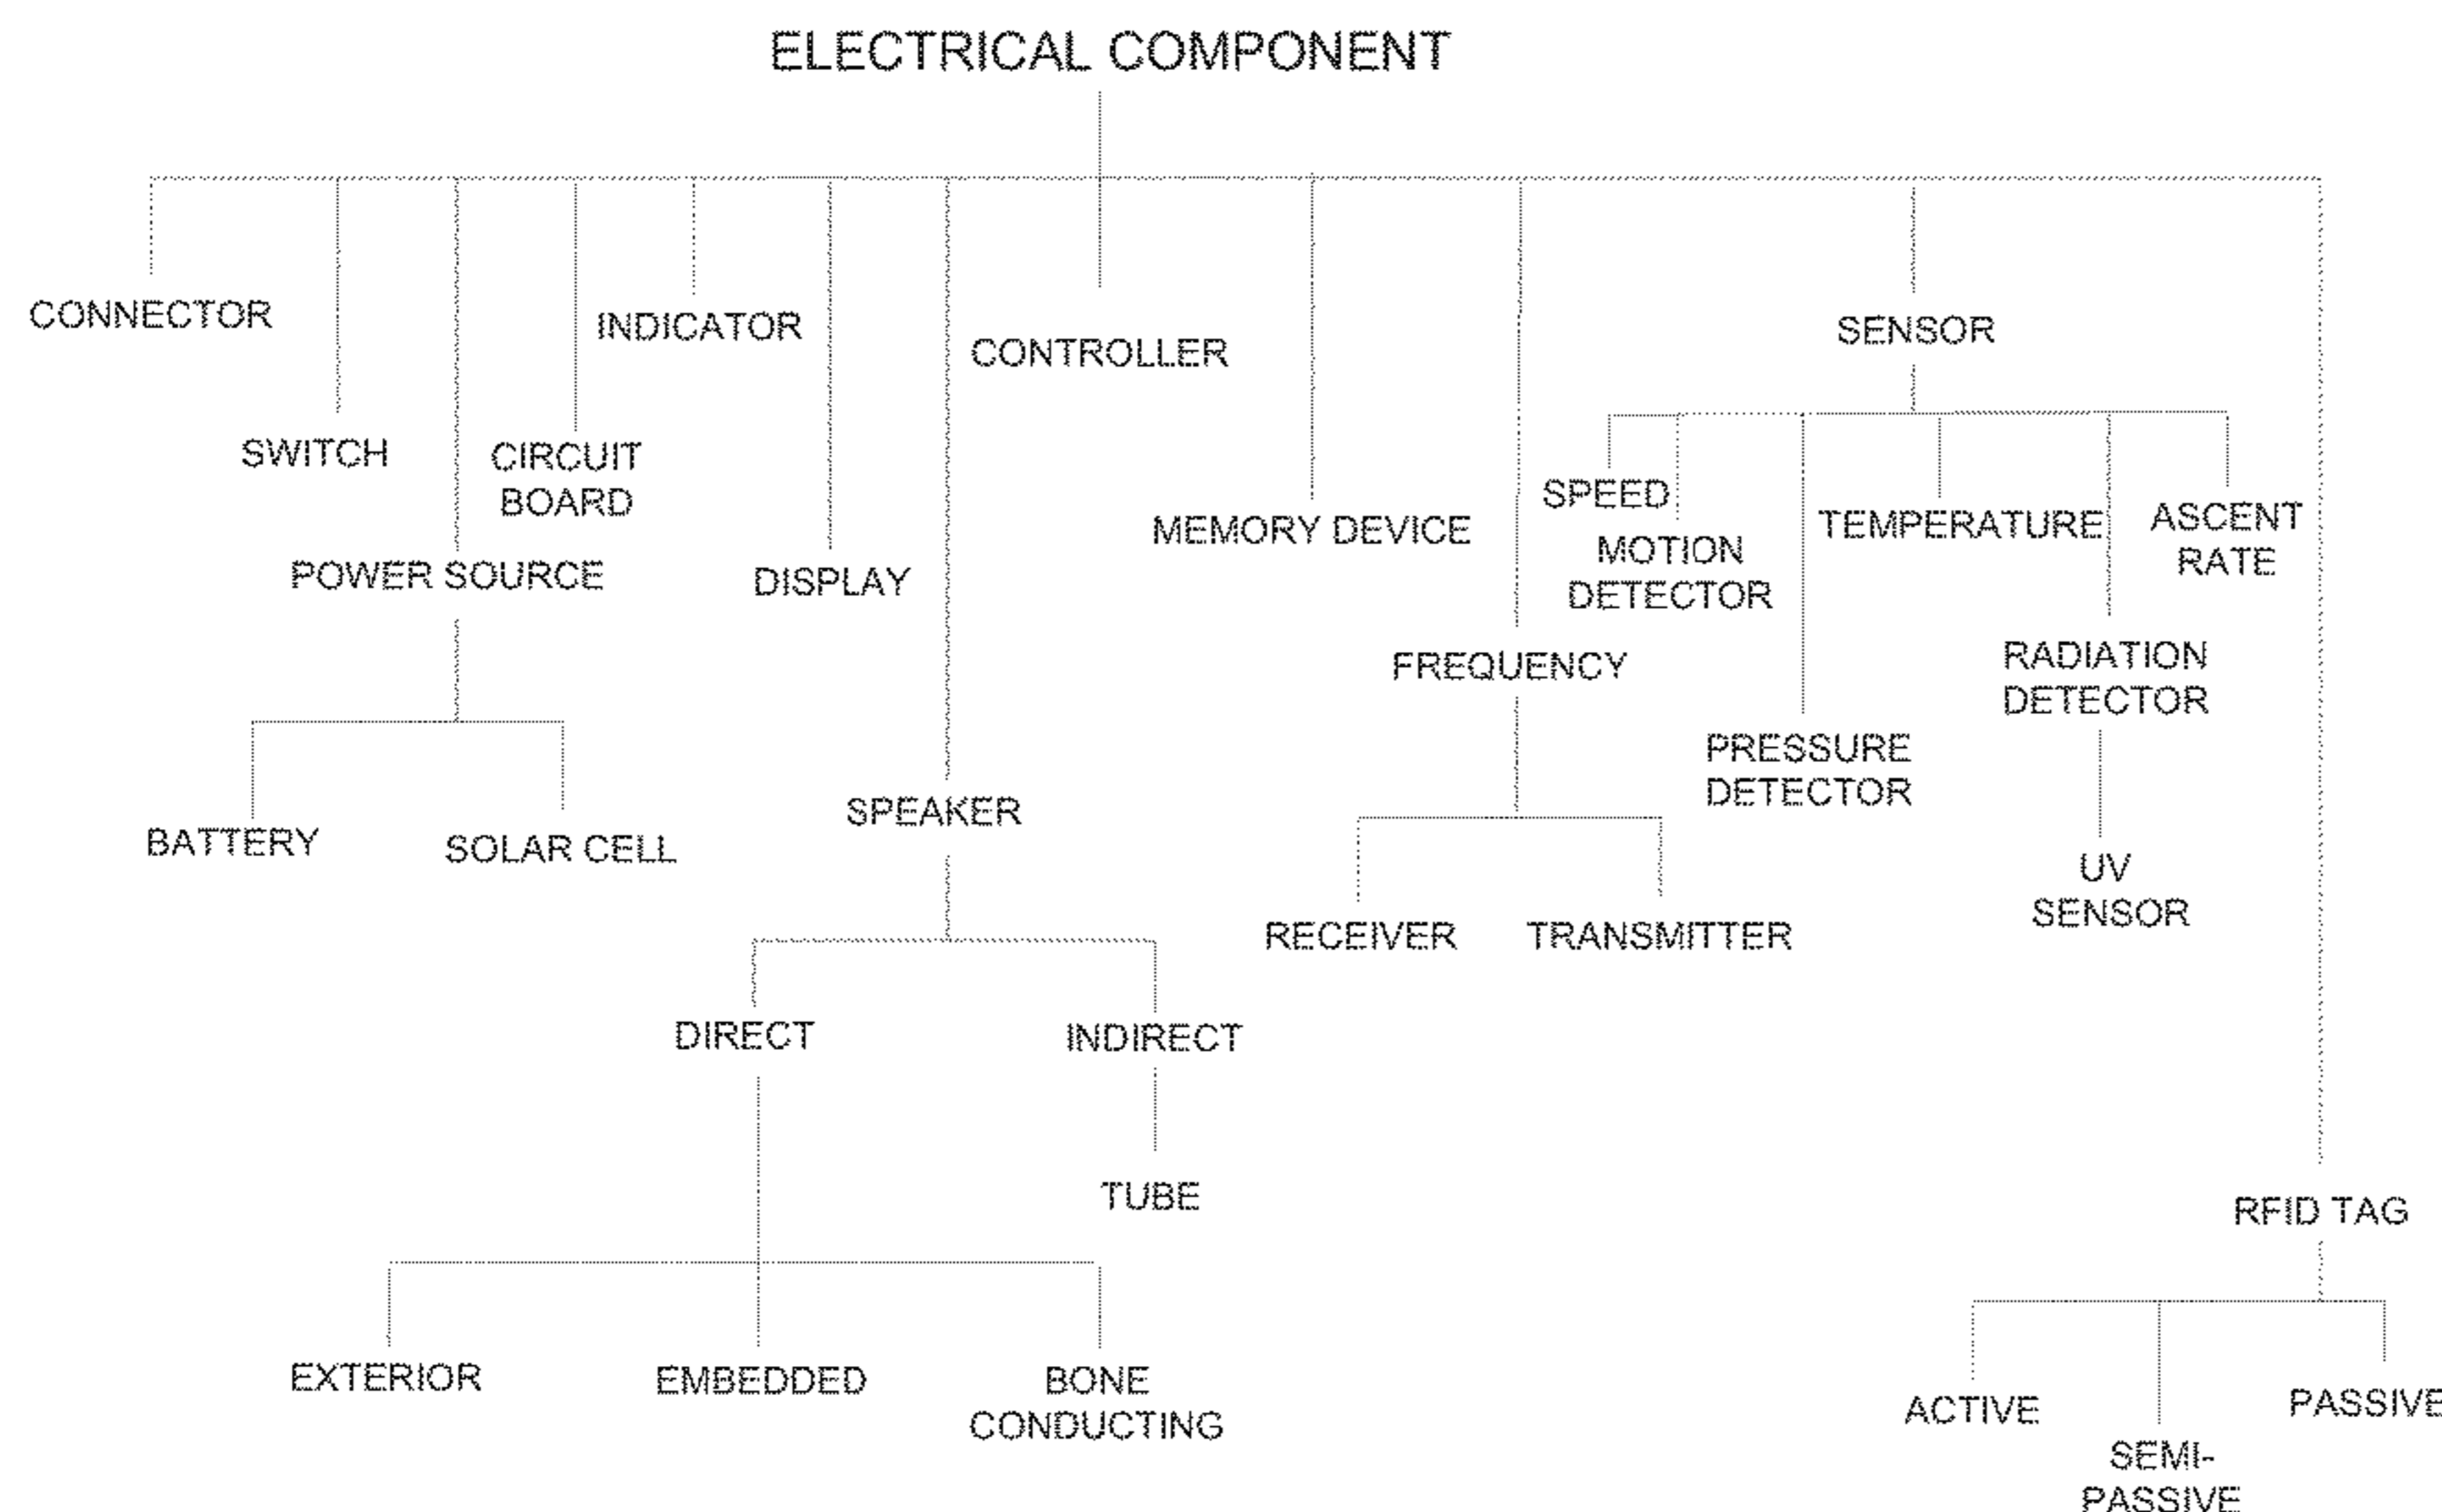 ELECTRICAL COMPONENT
CONNECTOR
INDICATOR
SENSOR
CONTROLLER
SWITCH
CIRCUIT
BOARD
SPEED
ASCENT
RATE
TEMPERATURE
MEMORY DEVICE
MOTION
DETECTOR
POWER SOURCE
DISPLAY
FREQUENCY
RADIATION
DETECTOR
PRESSURE
DETECTOR
SPEAKER
BATTERY
SOLAR CELL
UV
SENSOR
RECEIVER
TRANSMITTER
DIRECT
INDIRECT
TUBE
RFID TAG
EXTERIOR
EMBEDDED
BONE
CONDUCTING
ACTIVE
PASSIVE
SEMI-
PASSIVE